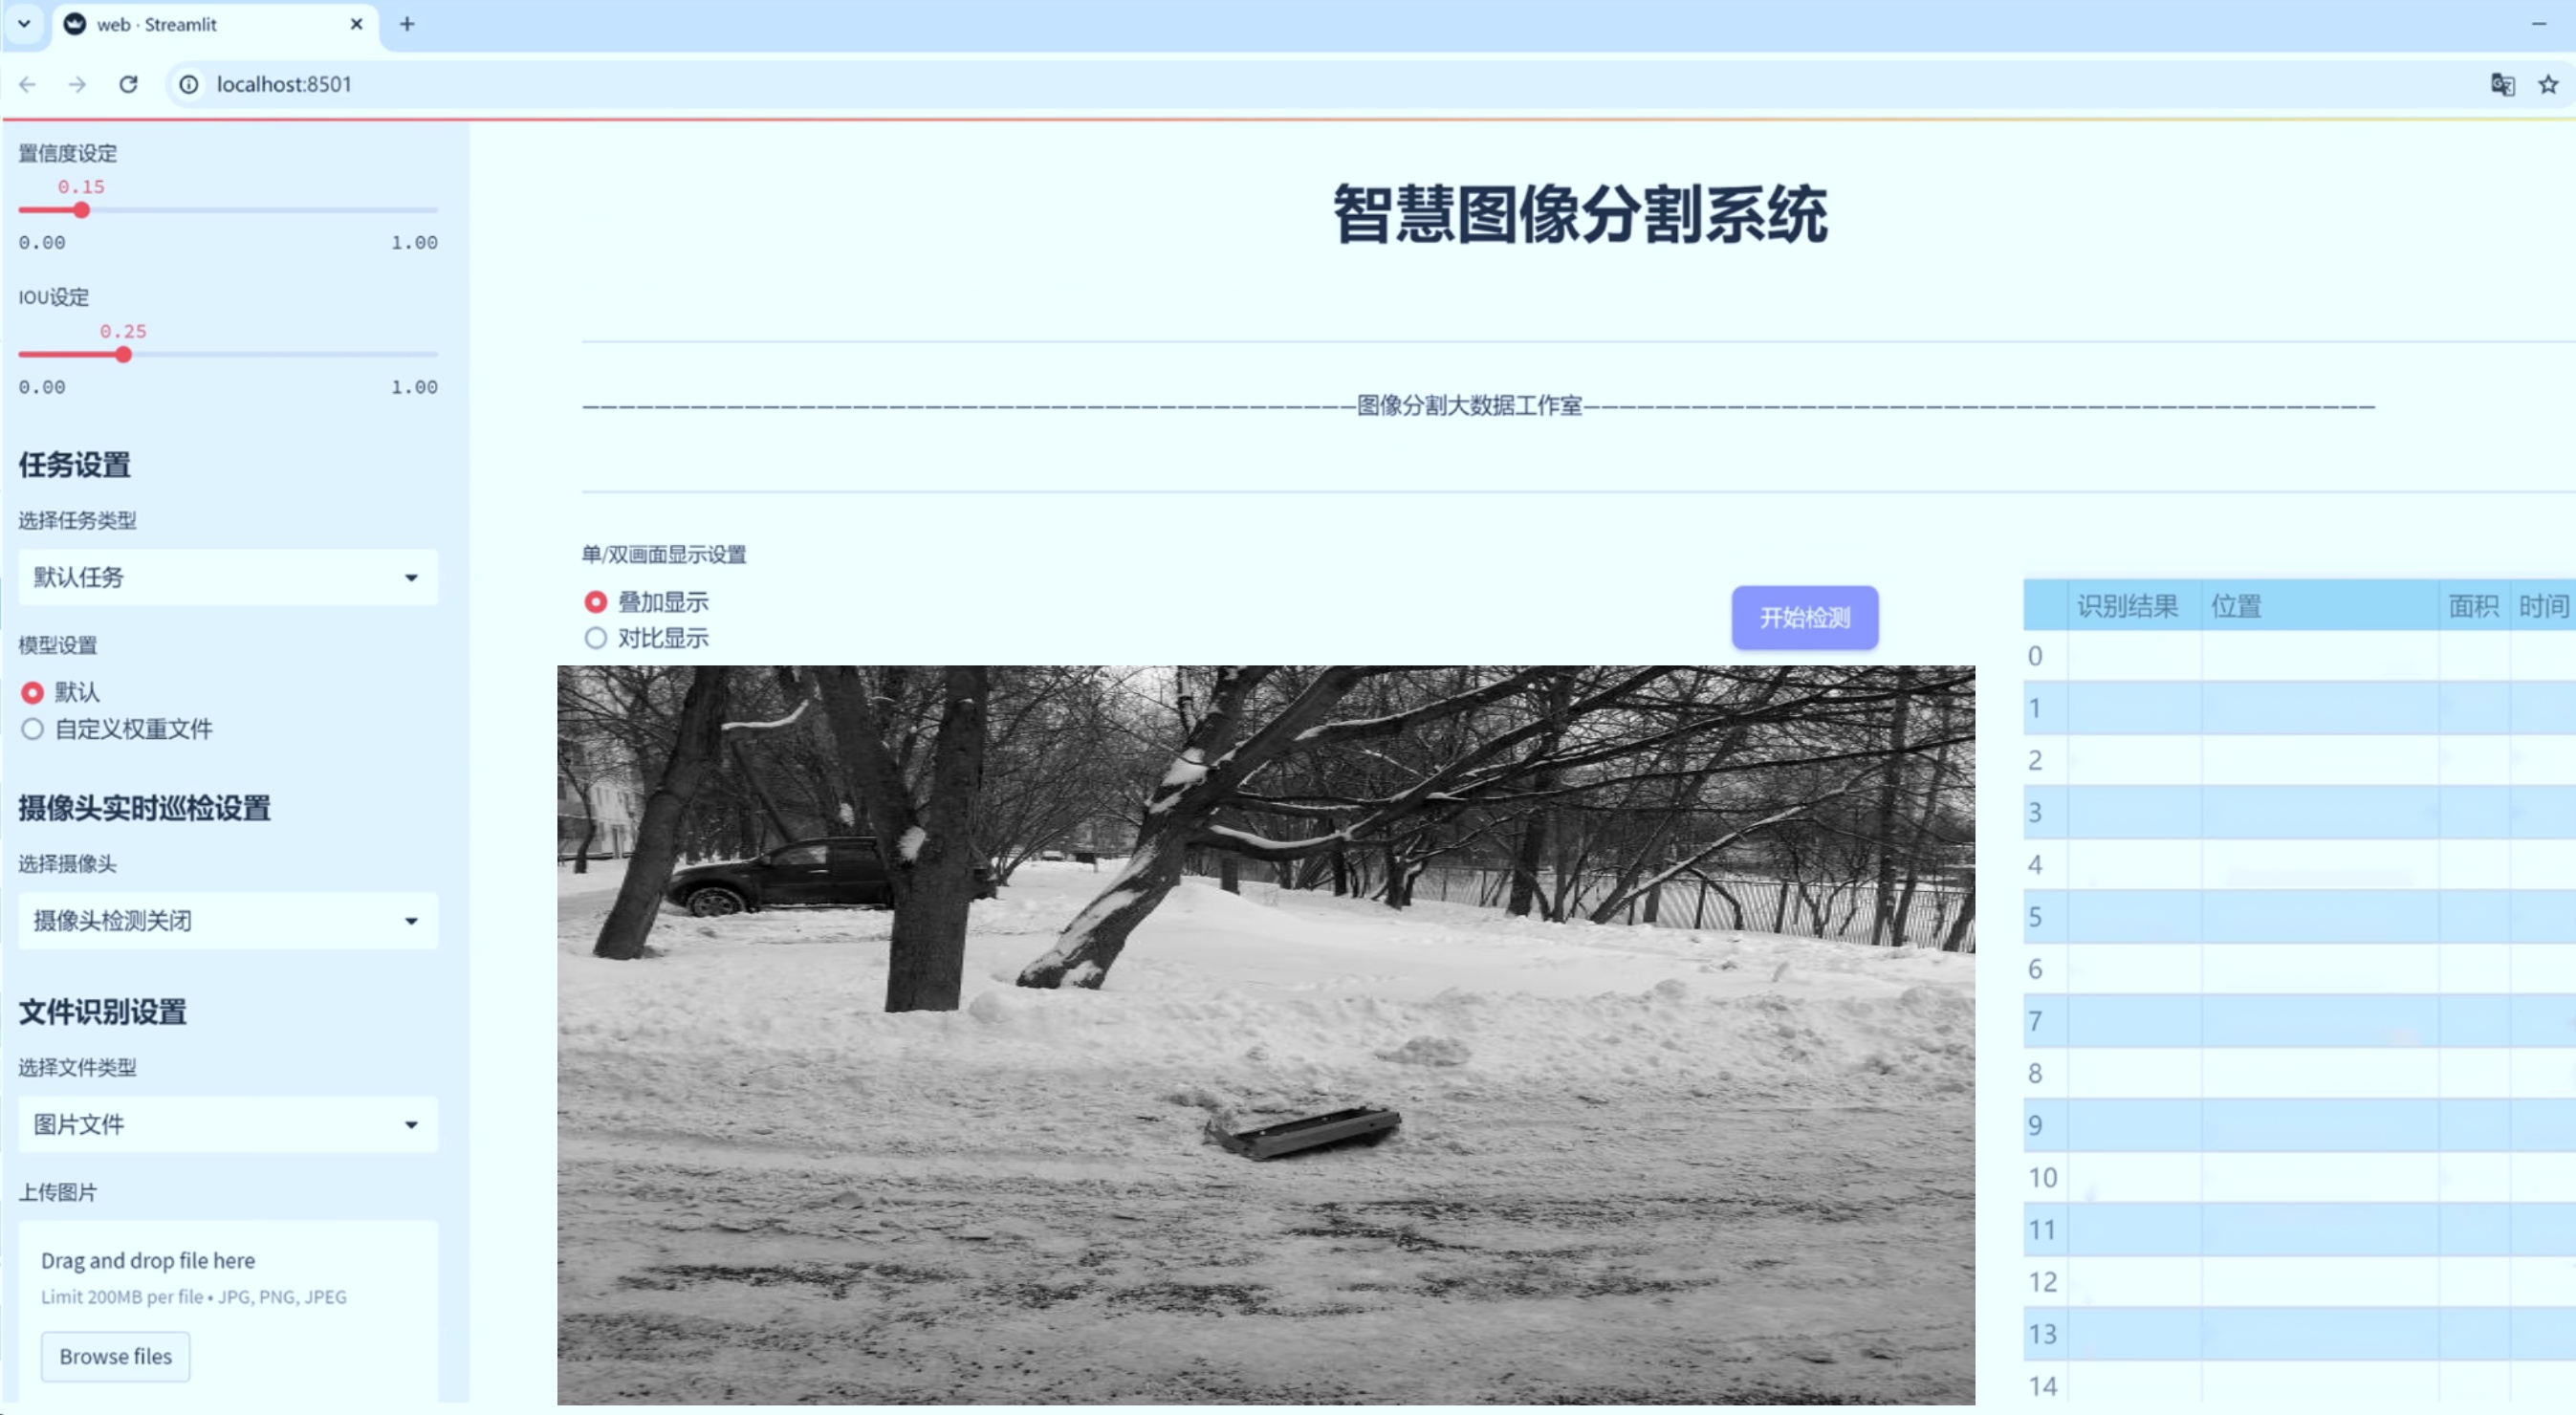 web · Streamlit
localhost:8501
置信度设定
0.15
0.00 1.00
IOU设定
0.25
0.00 1.00
任务设置
选择任务类型
默认任务
模型设置
默认
自定义权重文件
摄像头实时巡检设置
选择摄像头
摄像头检测关闭
文件识别设置
选择文件类型
图片文件
上传图片
Drag and drop file here
Limit 200MB per file • JPG, PNG, JPEG
Browse files
智慧图像分割系统
———————————————————————————————————————————图像分割大数据工作室————————————————————————————————————————————
单/双画面显示设置
叠加显示
对比显示
开始检测
识别结果 位置 面积 时间
0
1
2
3
4
5
6
7
8
9
10
11
12
13
14